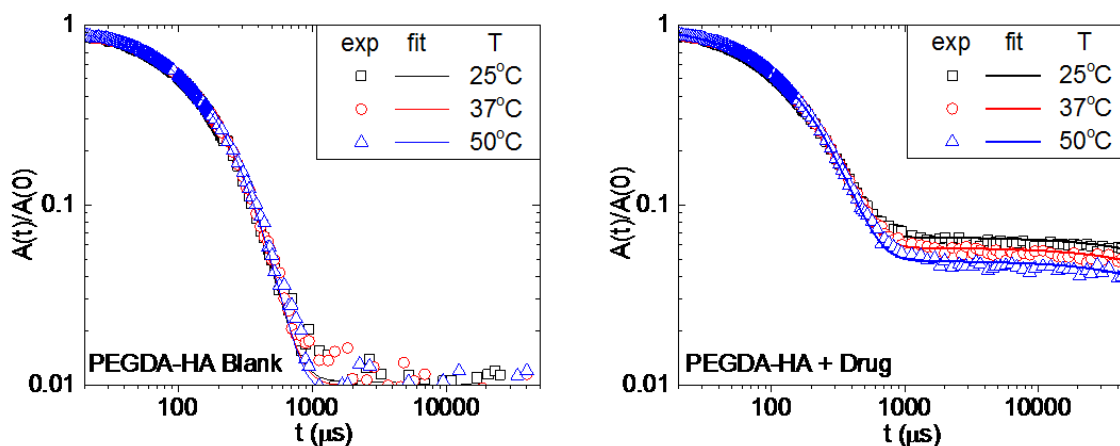 exp fit T
25°C
37°C
50°C
1
0.1
0.01
A(t)/A(0)
PEGDA-HA Blank
100 1000 10000
t (μs)
exp fit T
25°C
37°C
50°C
1
0.1
0.01
A(t)/A(0)
PEGDA-HA + Drug
100 1000 10000
t (μs)